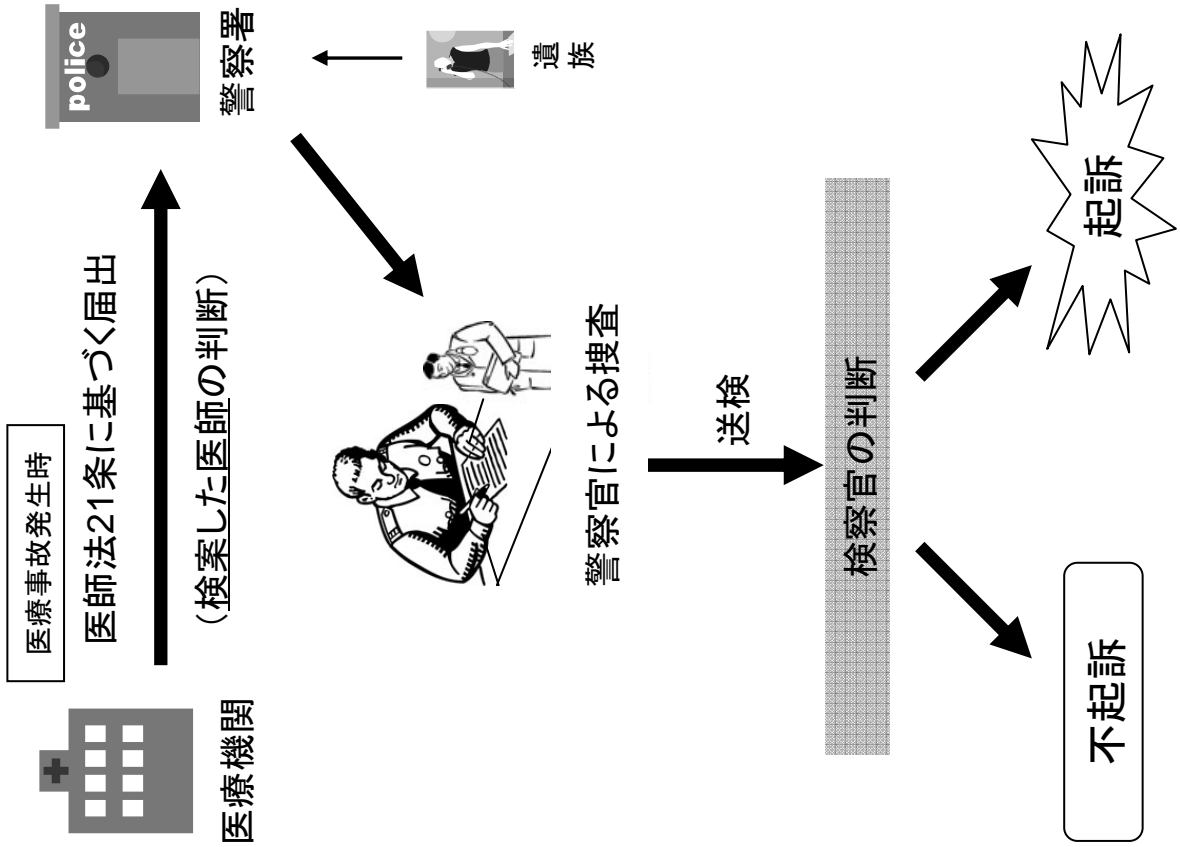 医療事故発生時
医師法21条に基づく届出
（検案した医師の判断）
医療機関
police
警察署
遺族
警察官による捜査
送検
検察官の判断
不起訴
起訴